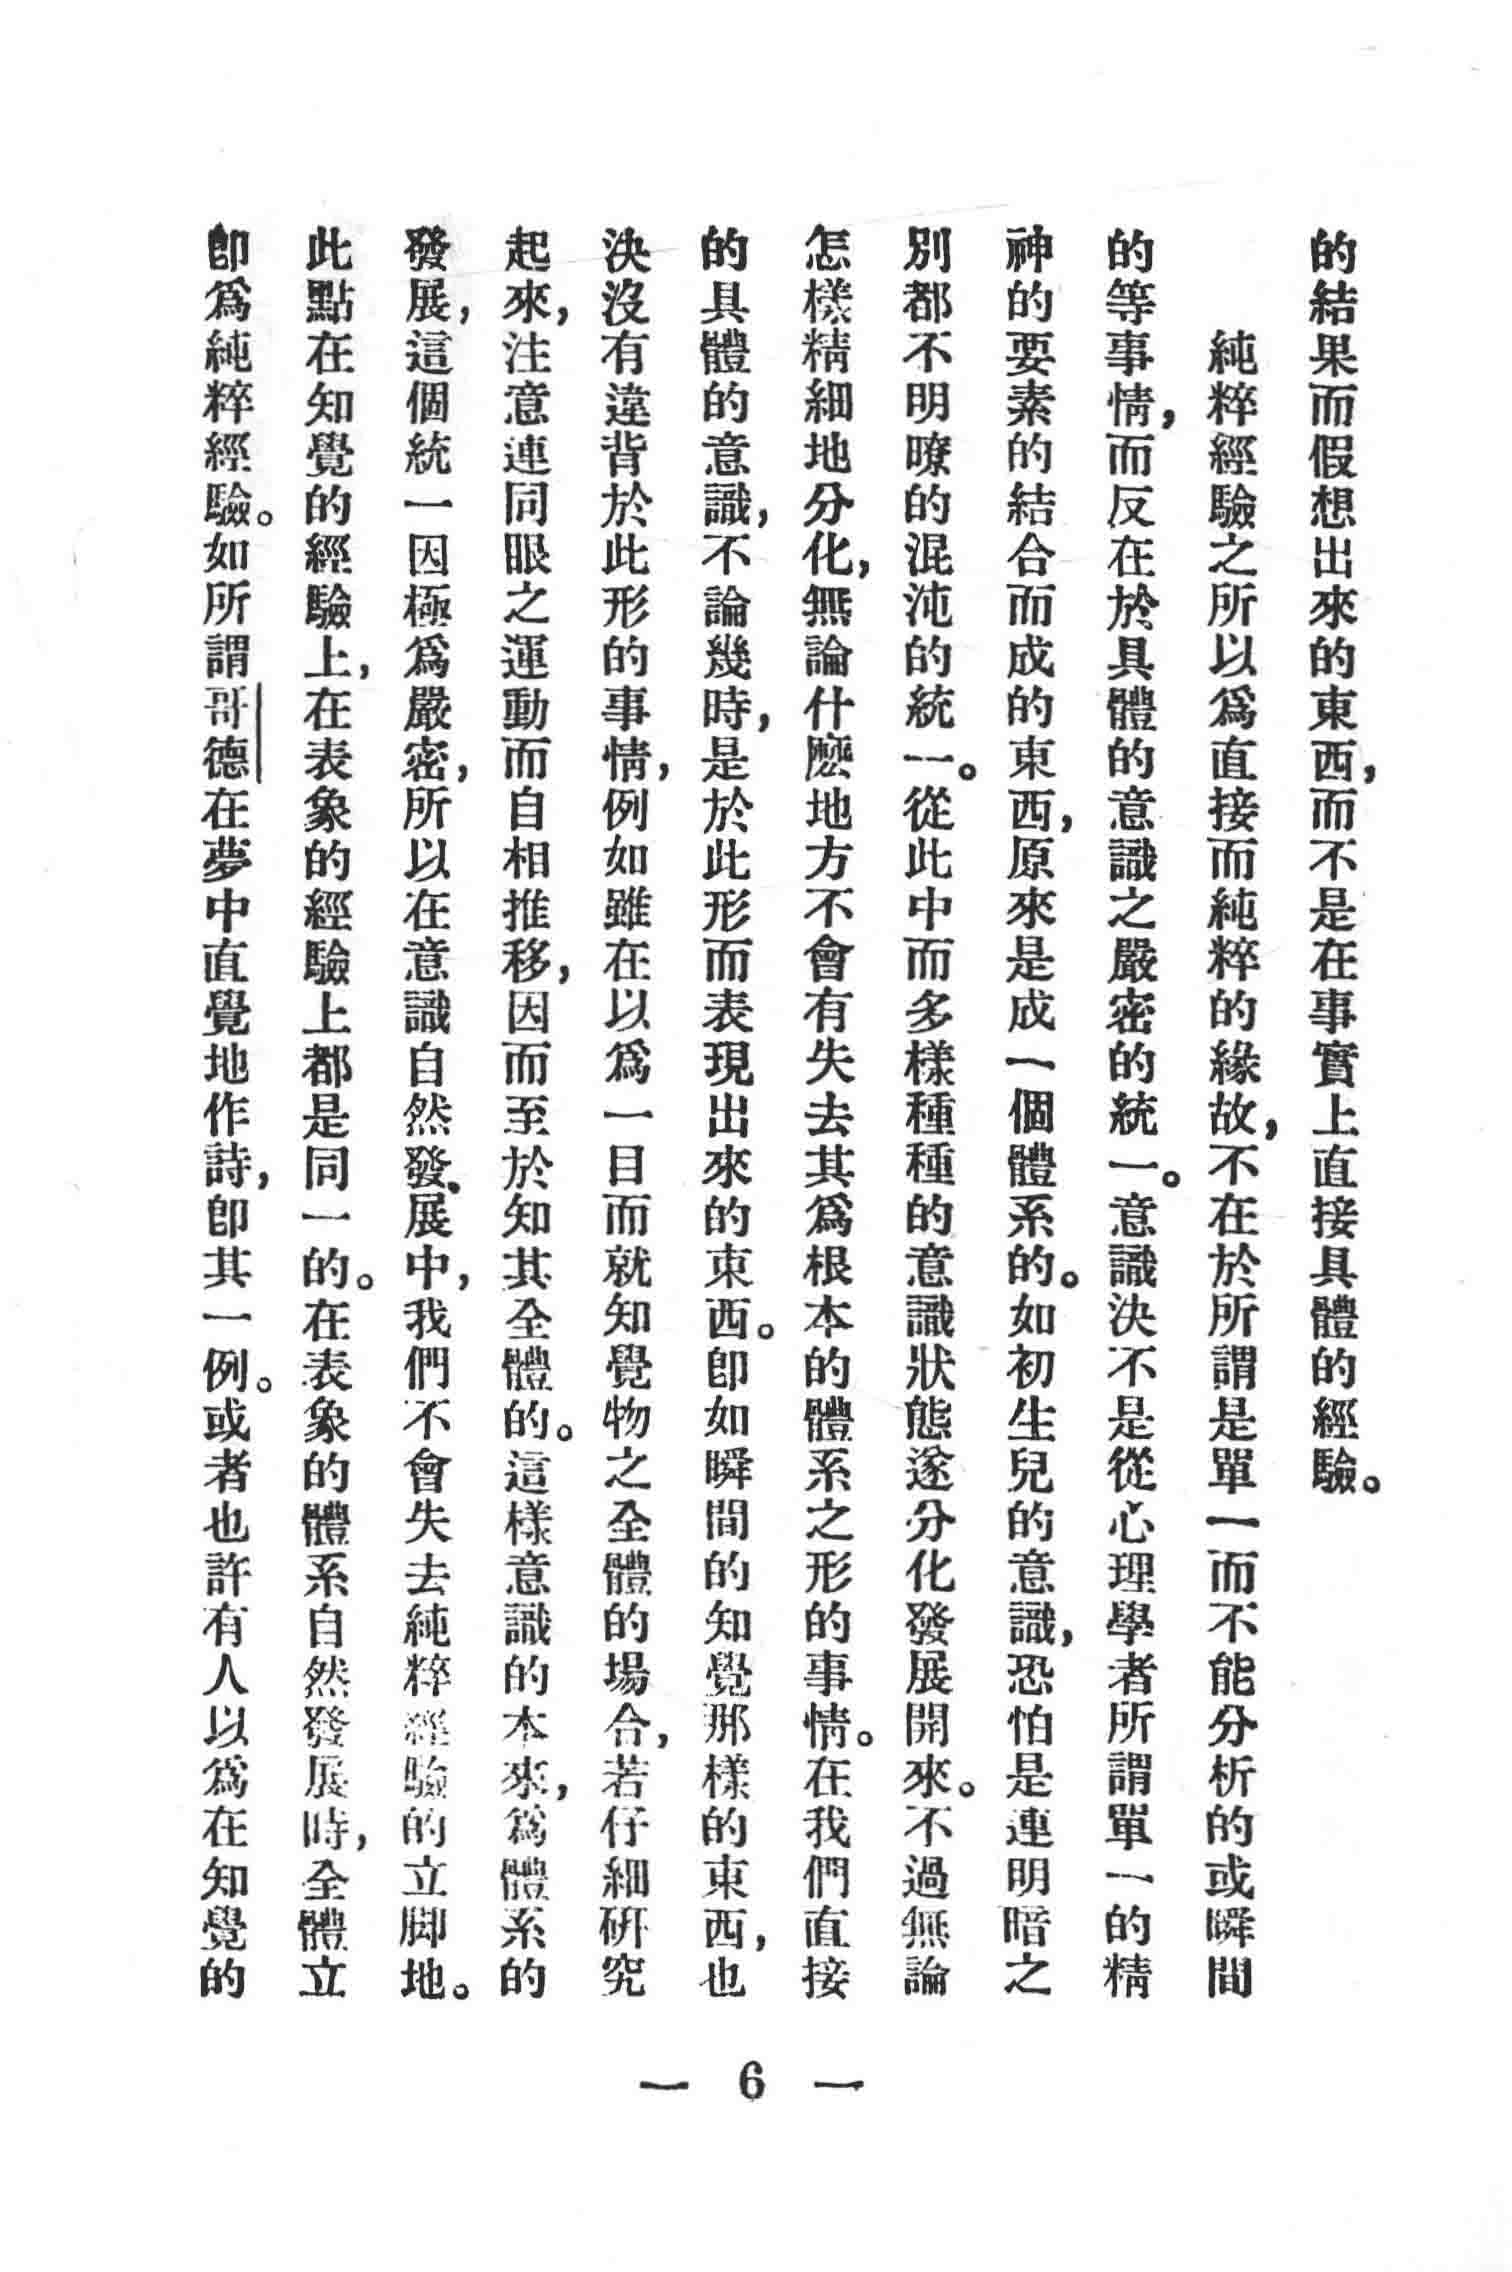 的結果而假想出來的東西，而不是在事實上直接具體的經驗。
純粹經驗之所以爲直接而純粹的緣故，不在於所謂是單一而不能分析的或瞬間
的等事情，而反在於具體的意識之嚴密的統一。意識決不是從心理學者所謂單一的精
神的要素的結合而成的東西，原來是成一個體系的。如初生兒的意識，恐怕是連明暗之
別都不明暸的混沌的統一。從此中而多樣種種的意識狀態遂分化發展開來。不過無論
怎樣精細地分化，無論什麼地方不會有失去其爲根本的體系之形的事情。在我們直接
的具體的意識，不論幾時，是於此形而表現出來的東西。卽如瞬間的知覺那樣的東西，也
決沒有違背於此形的事情，例如雖在以爲一目而就知覺物之全體的場合，若仔細硏究
起來，注意連同眼之運動而自相推移，因而至於知其全體的。這樣意識的本來，爲體系的
發展，這個統一因極爲嚴密，所以在意識自然發展中，我們不會失去純粹經驗的立脚地。
此點在知覺的經驗上，在表象的經驗上都是同一的。在表象的體系自然發展時，全體立
卽爲純粹經驗。如所謂哥德在夢中直覺地作詩，卽其一例。或者也許有人以爲在知覺的
— 6 —